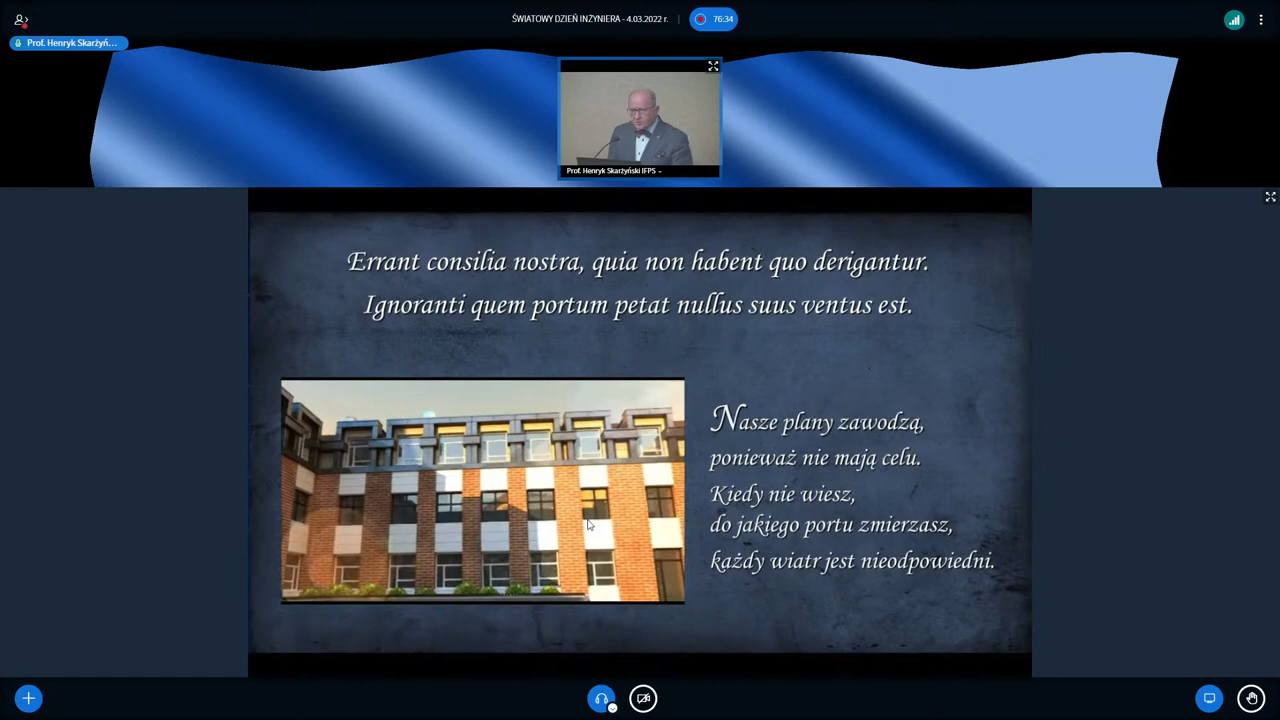 ŚWIATOWY DZIEŃ INZYNIERA - 4.03.2022 r.
76:34
Prof. Henryk Skarżyń...
Prof. Henryk Skarżyński IFPS
Errant consilia nostra, quia non habent quo derigantur.
Ignoranti quem portum petat nullus suus ventus est.
Nasze plany zawodzą,
ponieważ nie mają celu.
Kiedy nie wiesz,
do jakiego portu zmierzasz,
każdy wiatr jest nieodpowiedni.